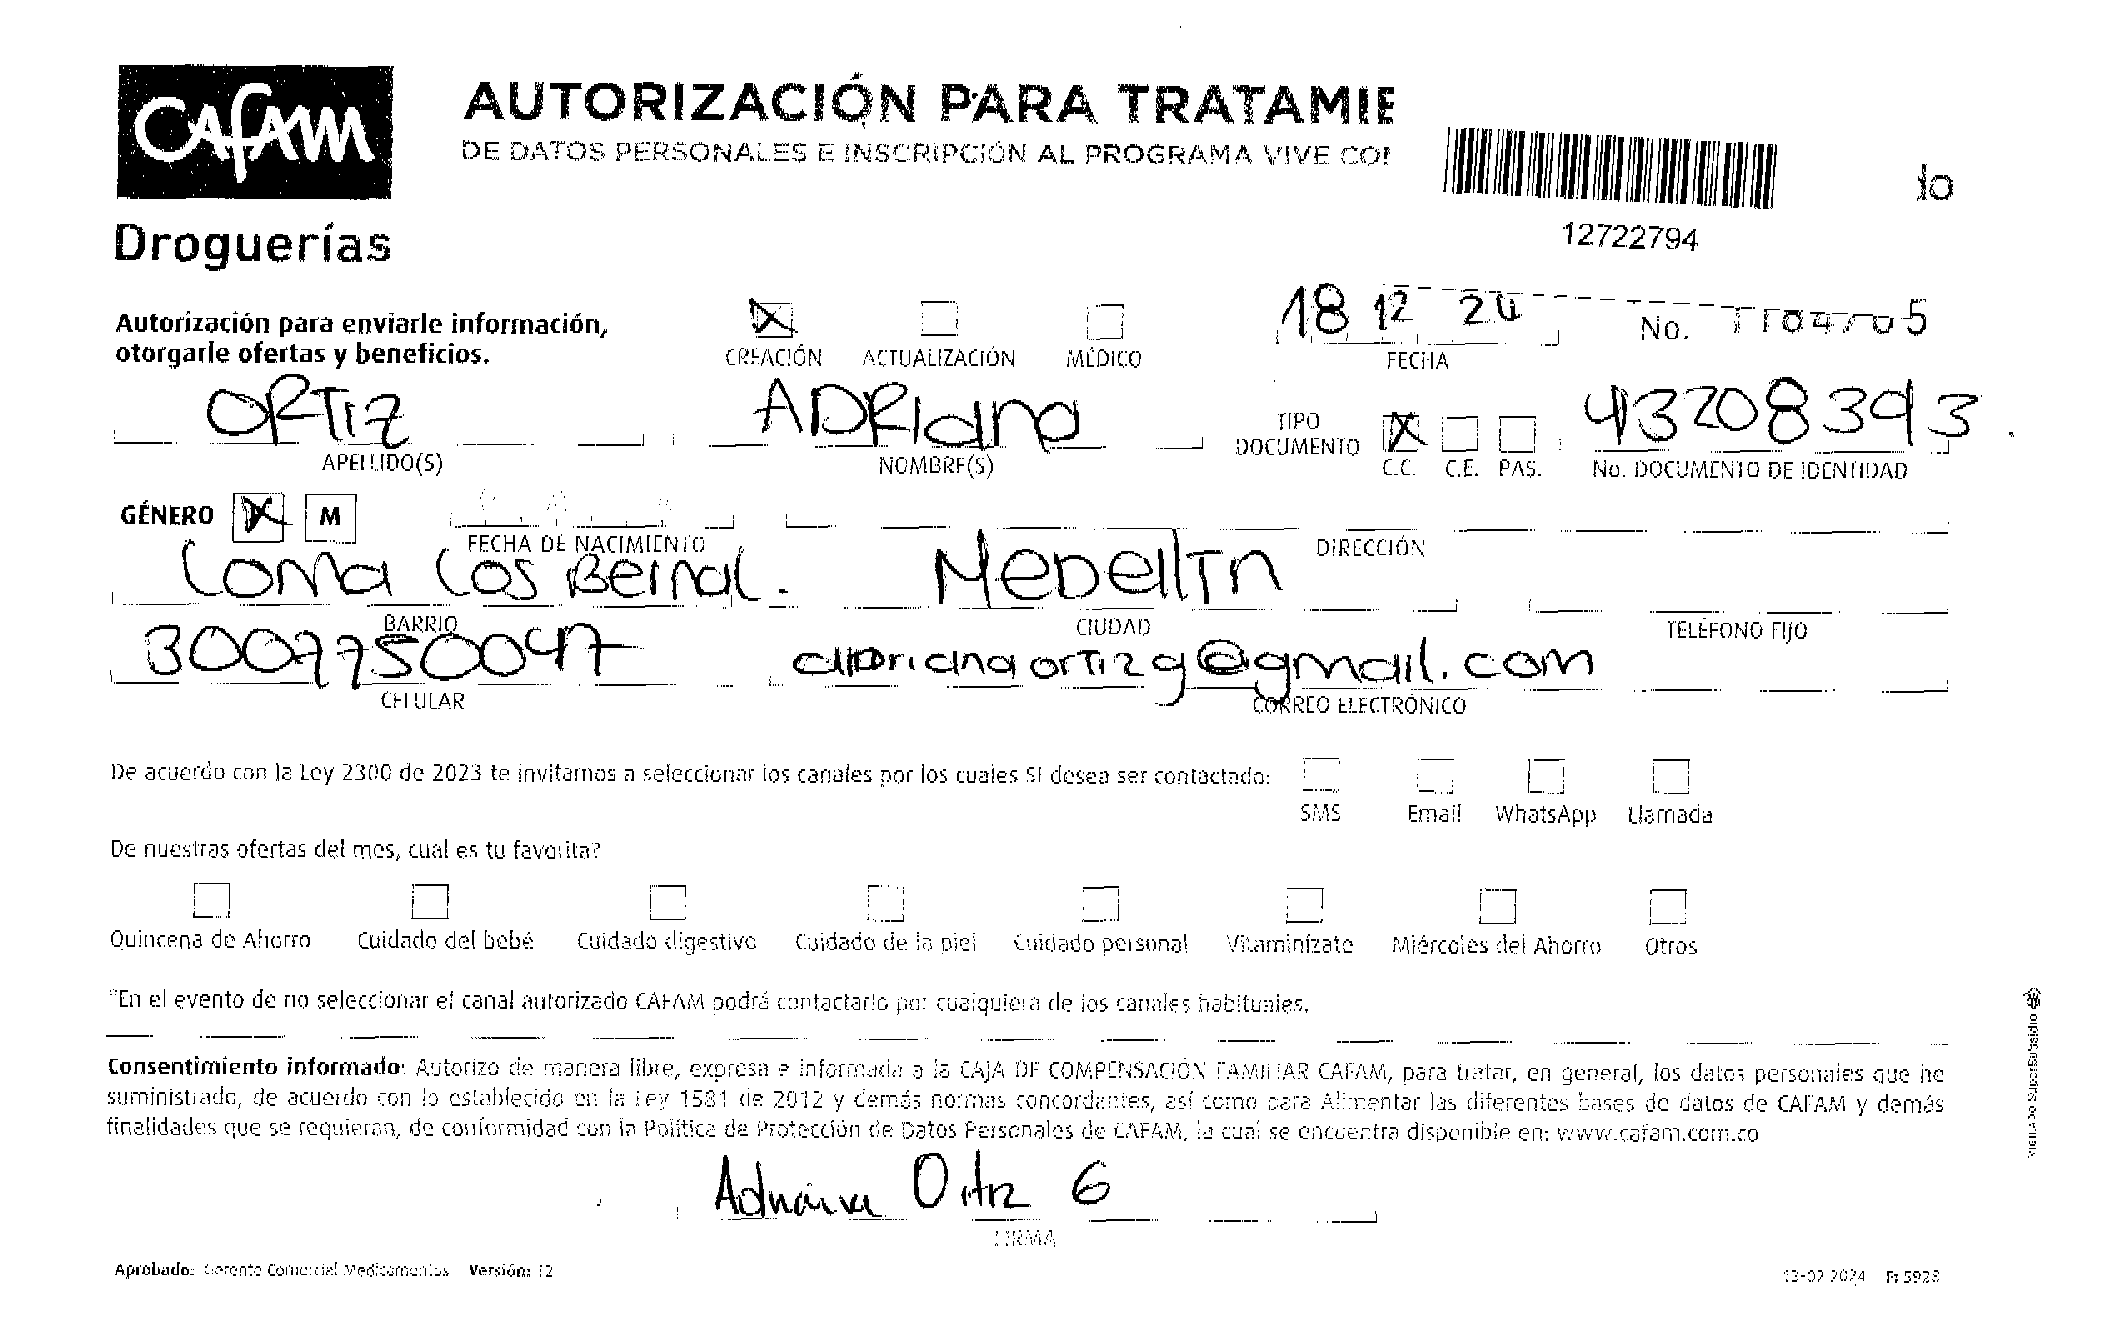 CAFAM
Droguerías
AUTORIZACIÓN PARA TRATAMIE
DE DATOS PERSONALES E INSCRIPCIÓN AL PROGRAMA VIVE CO
12722794
Autorización para enviarle información,
otorgarle ofertas y beneficios.
CREACIÓN ACTUALIZACIÓN MÉDICO
18 12 24
FECHA
No.
ORTIZ
APELLIDO(S)
ADRIANA
NOMBRE(S)
TIPO
DOCUMENTO
C.C. C.E. PAS.
43208393
No. DOCUMENTO DE IDENTIDAD
GÉNERO M
FECHA DE NACIMIENTO
DIRECCIÓN
Loma Los Bernal.
BARRIO
Medellin
CIUDAD
TELÉFONO FIJO
3007750047
CELULAR
adrianaortizg@gmail.com
CORREO ELECTRÓNICO
De acuerdo con la Ley 2300 de 2023 te invitamos a seleccionar los canales por los cuales SI desea ser contactado:
SMS Email WhatsApp Llamada
De nuestras ofertas del mes, cual es tu favorita?
Quincena de Ahorro Cuidado del bebé Cuidado digestivo Cuidado de la piel Cuidado personal Vitaminízate Miércoles del Ahorro Otros
*En el evento de no seleccionar el canal autorizado CAFAM podrá contactarlo por cualquiera de los canales habituales.
Consentimiento informado: Autorizo de manera libre, expresa e informada a la CAJA DE COMPENSACIÓN FAMILIAR CAFAM, para tratar, en general, los datos personales que he
suministrado, de acuerdo con lo establecido en la Ley 1581 de 2012 y demás normas concordantes, así como para Alimentar las diferentes bases de datos de CAFAM y demás
finalidades que se requieran, de conformidad con la Política de Protección de Datos Personales de CAFAM, la cual se encuentra disponible en: www.cafam.com.co
Adriana Ortiz G
FIRMA
Aprobado: Gerente Comercial Medicamentos Versión: 12
VIGILADO SuperSubsidio